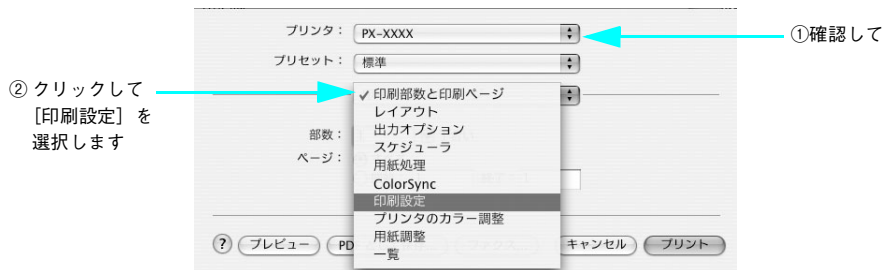 プリンタ：
PX-XXXX
①確認して
プリセット：
標準
② クリックして
［印刷設定］を
選択します
✓ 印刷部数と印刷ページ
レイアウト
部数：
出力オプション
スケジューラ
ページ：
用紙処理
ColorSync
印刷設定
プリンタのカラー調整
用紙調整
一覧
? プレビュー PD キャンセル プリント